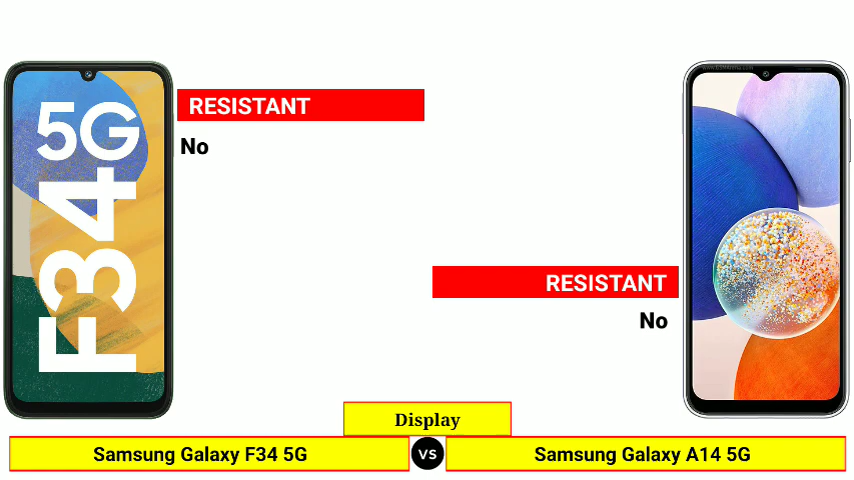 5G
F34
RESISTANT
No
RESISTANT
No
Display
Samsung Galaxy F34 5G
VS
Samsung Galaxy A14 5G